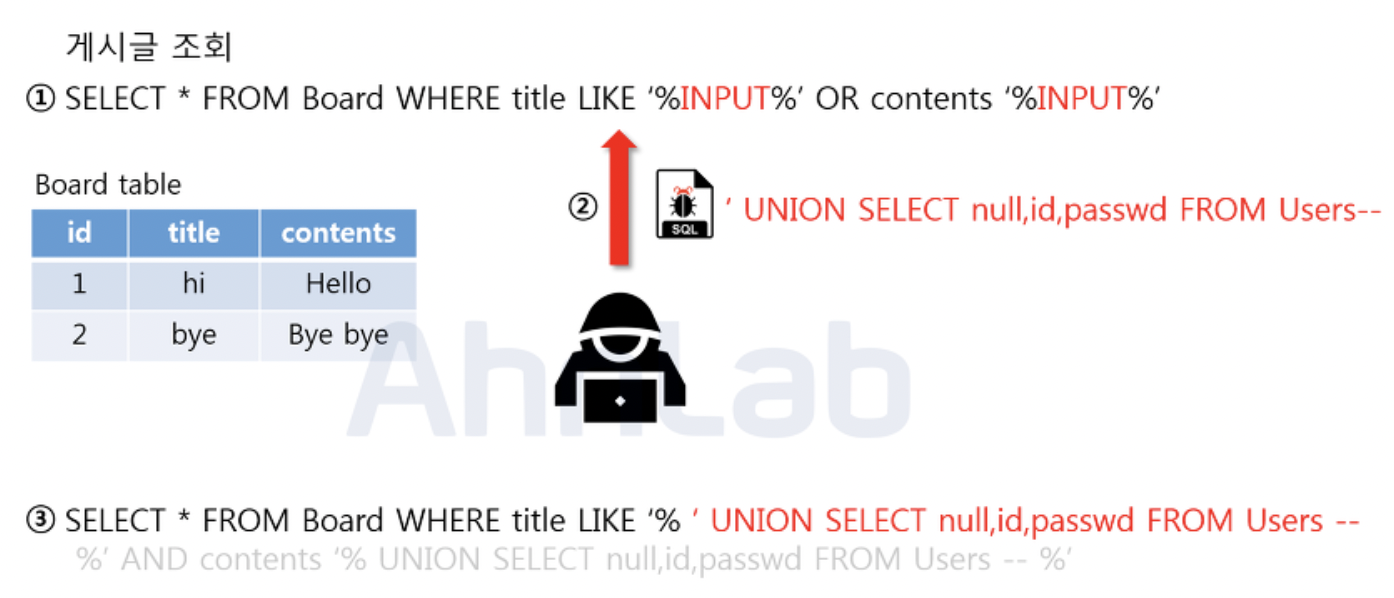 게시글 조회
① SELECT * FROM Board WHERE title LIKE ‘%INPUT%’ OR contents ‘%INPUT%’
Board table
id title contents
1 hi Hello
2 bye Bye bye
② SQL ’ UNION SELECT null,id,passwd FROM Users--
AhnLab
③ SELECT * FROM Board WHERE title LIKE ‘% ‘ UNION SELECT null,id,passwd FROM Users --
%’ AND contents ‘% UNION SELECT null,id,passwd FROM Users -- %’